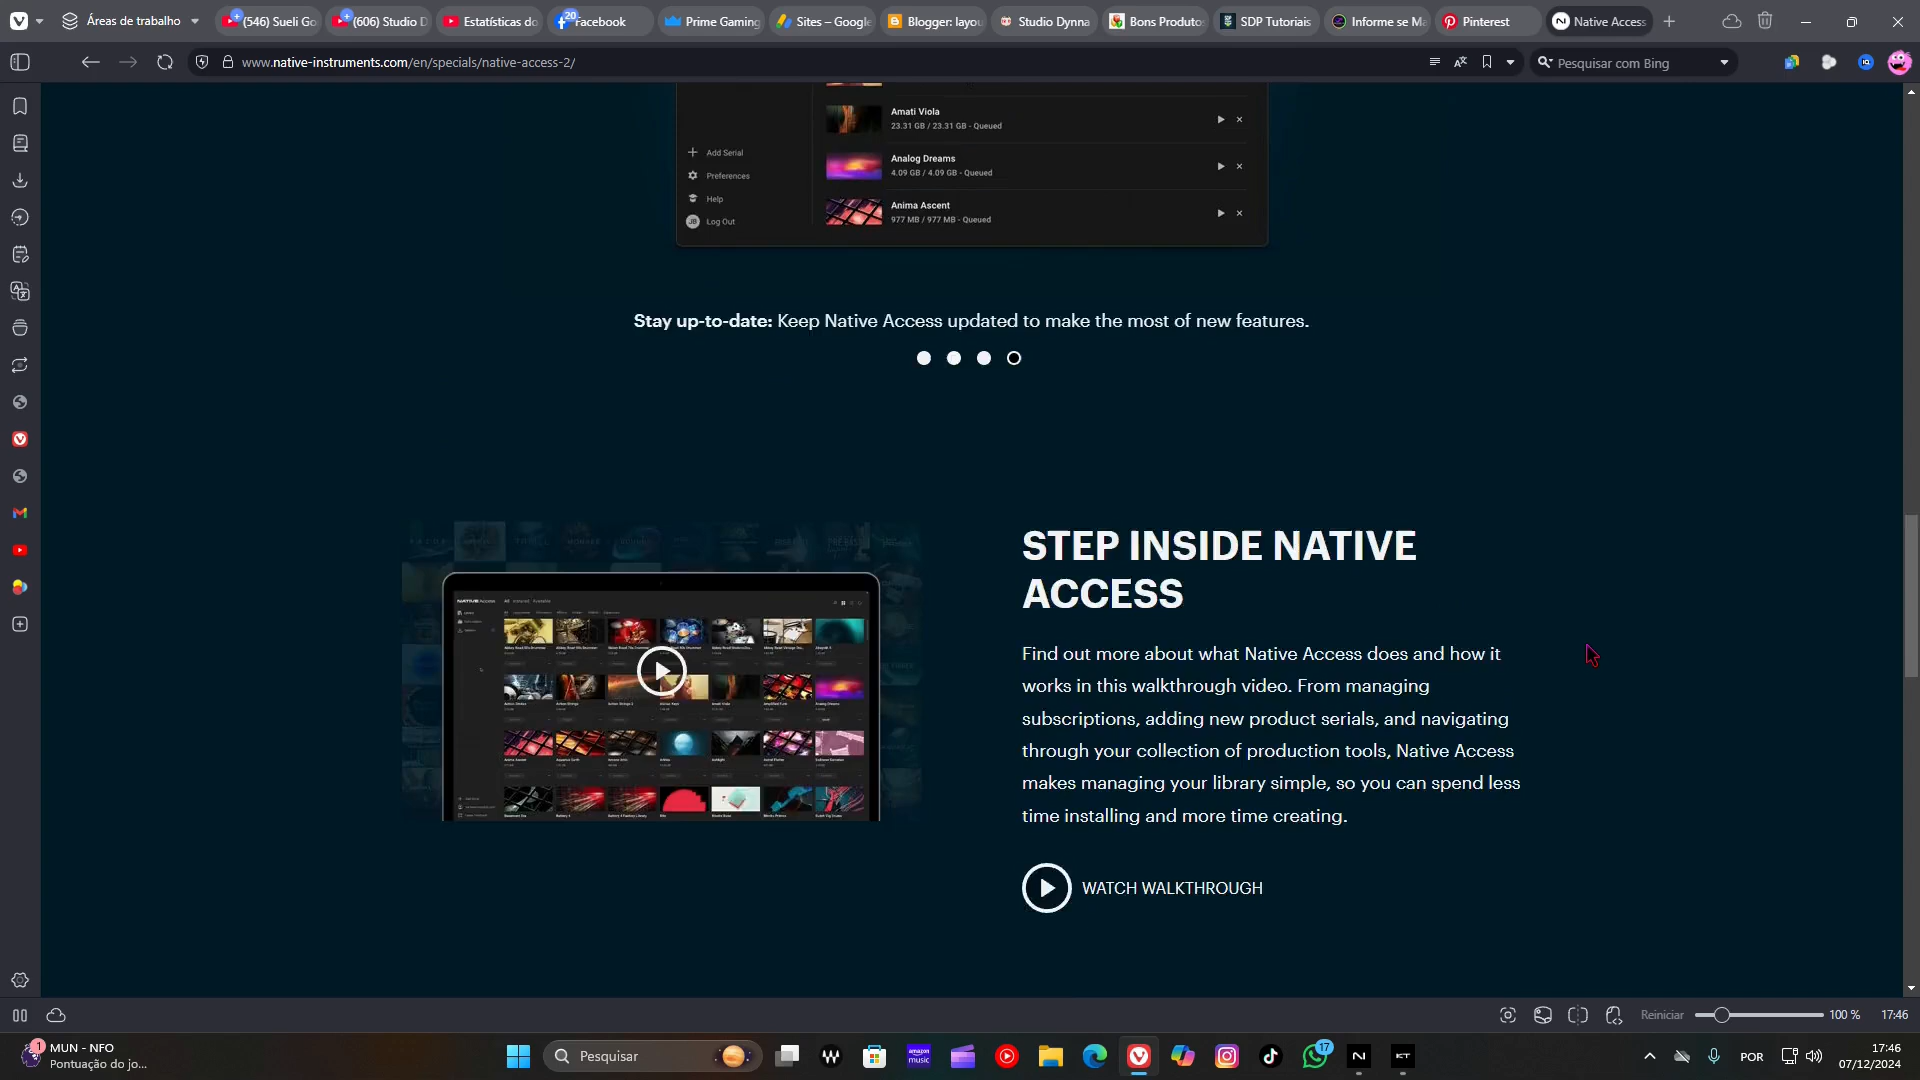 Áreas de trabalho
(546) Sueli Go
(606) Studio D
Estatísticas do
20
Facebook
Prime Gaming
Sites – Google
Blogger: layou
Studio Dynna
Bons Produto
SDP Tutoriais
Informe se Ma
Pinterest
Native Access
www.native-instruments.com/en/specials/native-access-2/
Pesquisar com Bing
Amati Viola
23.31 GB / 23.31 GB - Queued
Add Serial
Analog Dreams
Preferences
4.09 GB / 4.09 GB - Queued
Help
Anima Ascent
JB Log Out
977 MB / 977 MB - Queued
Stay up-to-date: Keep Native Access updated to make the most of new features.
STEP INSIDE NATIVE
ACCESS
Find out more about what Native Access does and how it
works in this walkthrough video. From managing
subscriptions, adding new product serials, and navigating
through your collection of production tools, Native Access
makes managing your library simple, so you can spend less
time installing and more time creating.
WATCH WALKTHROUGH
Reiniciar
100 %
17:46
1
MUN - NFO
Pontuação do jo...
Pesquisar
amazon music
17
KT
POR
17:46
07/12/2024